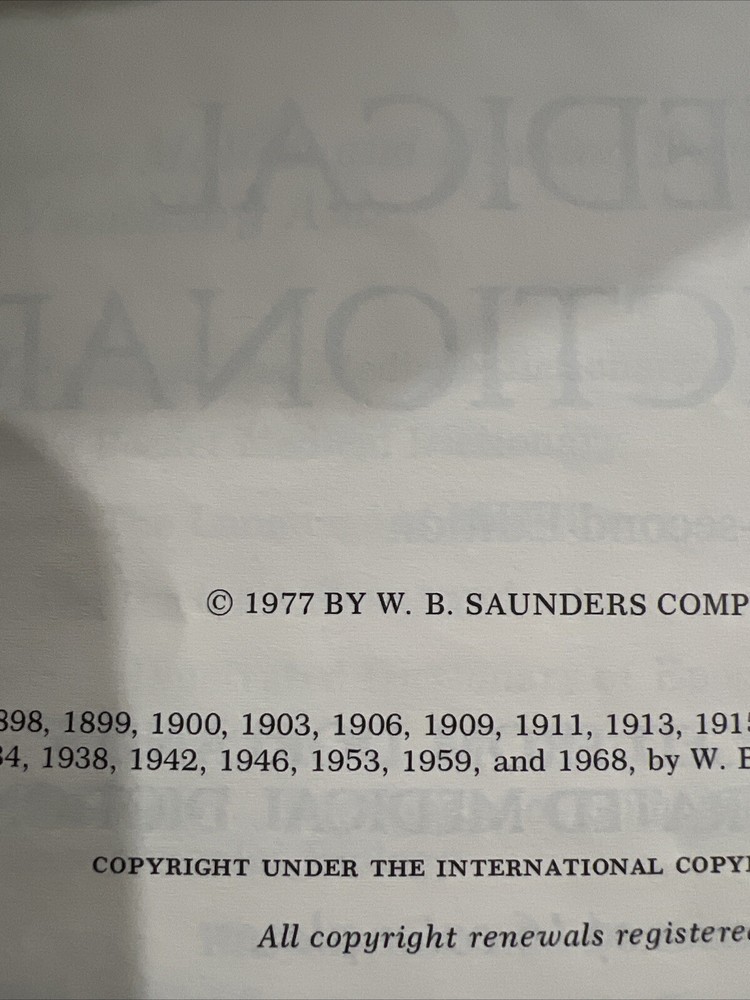 © 1977 BY W. B. SAUNDERS COMP
898, 1899, 1900, 1903, 1906, 1909, 1911, 1913, 191
34, 1938, 1942, 1946, 1953, 1959, and 1968, by W. B
COPYRIGHT UNDER THE INTERNATIONAL COPY
All copyright renewals registere